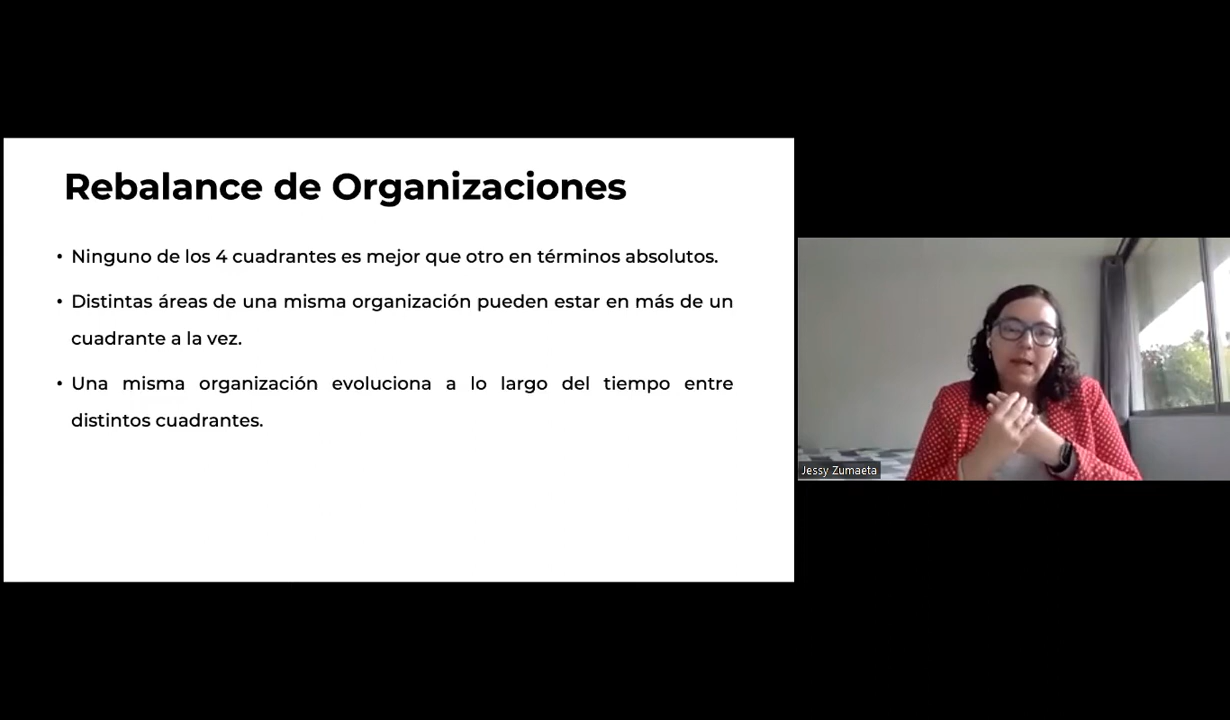 Rebalance de Organizaciones
• Ninguno de los 4 cuadrantes es mejor que otro en términos absolutos.
• Distintas áreas de una misma organización pueden estar en más de un
cuadrante a la vez.
• Una misma organización evoluciona a lo largo del tiempo entre
distintos cuadrantes.
Jessy Zumaeta